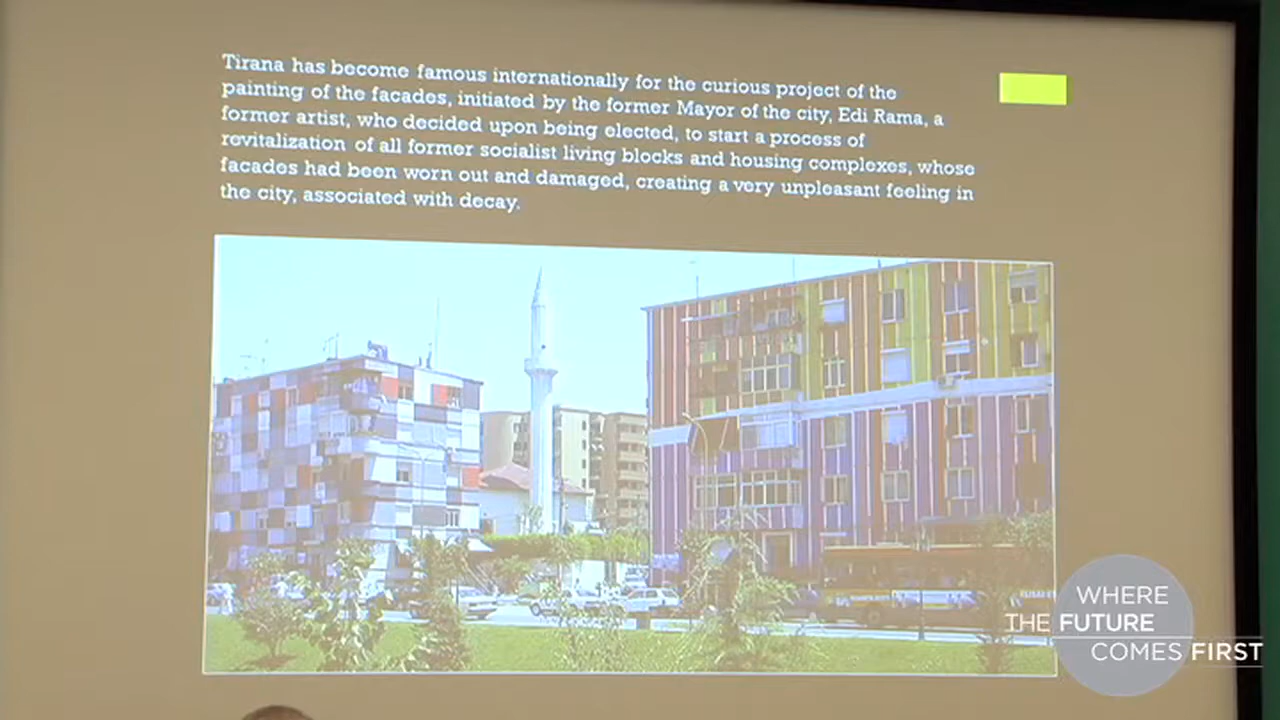 Tirana has become famous internationally for the curious project of the
painting of the facades, initiated by the former Mayor of the city, Edi Rama, a
former artist, who decided upon being elected, to start a process of
revitalization of all former socialist living blocks and housing complexes, whose
facades had been worn out and damaged, creating a very unpleasant feeling in
the city, associated with decay.
WHERE
THE FUTURE
COMES FIRST